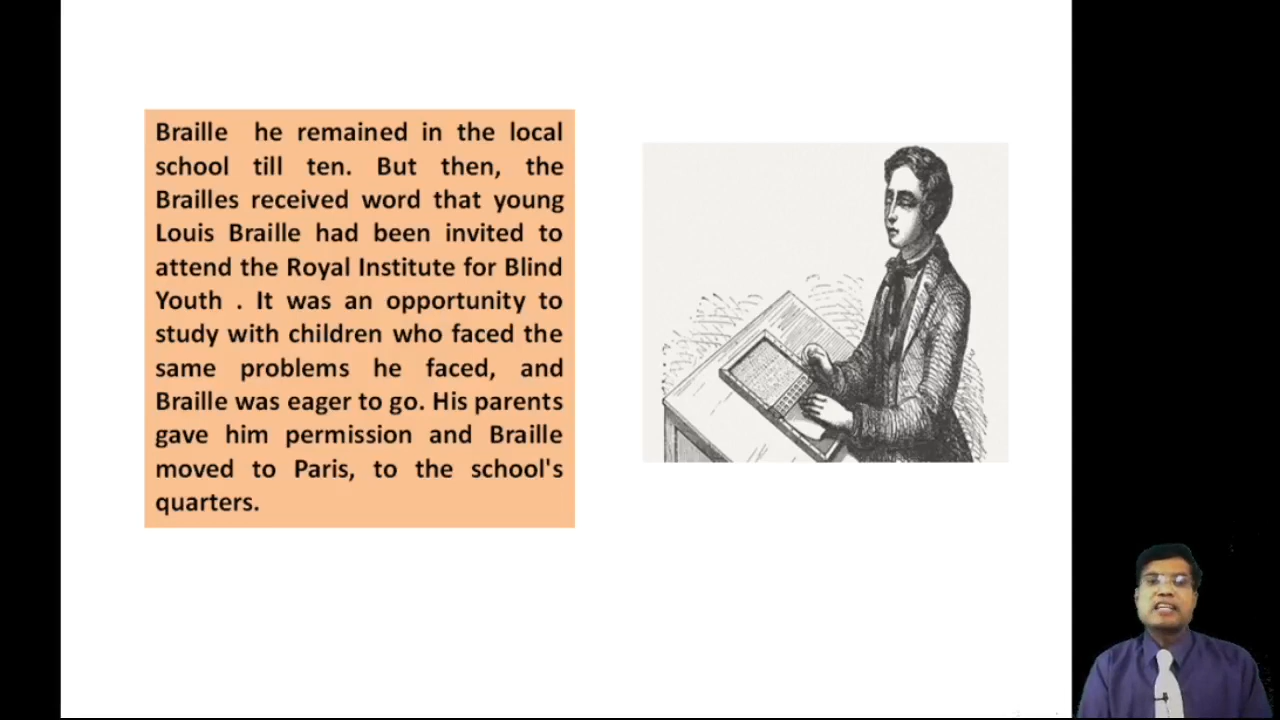 Braille he remained in the local
school till ten. But then, the
Brailles received word that young
Louis Braille had been invited to
attend the Royal Institute for Blind
Youth . It was an opportunity to
study with children who faced the
same problems he faced, and
Braille was eager to go. His parents
gave him permission and Braille
moved to Paris, to the school's
quarters.